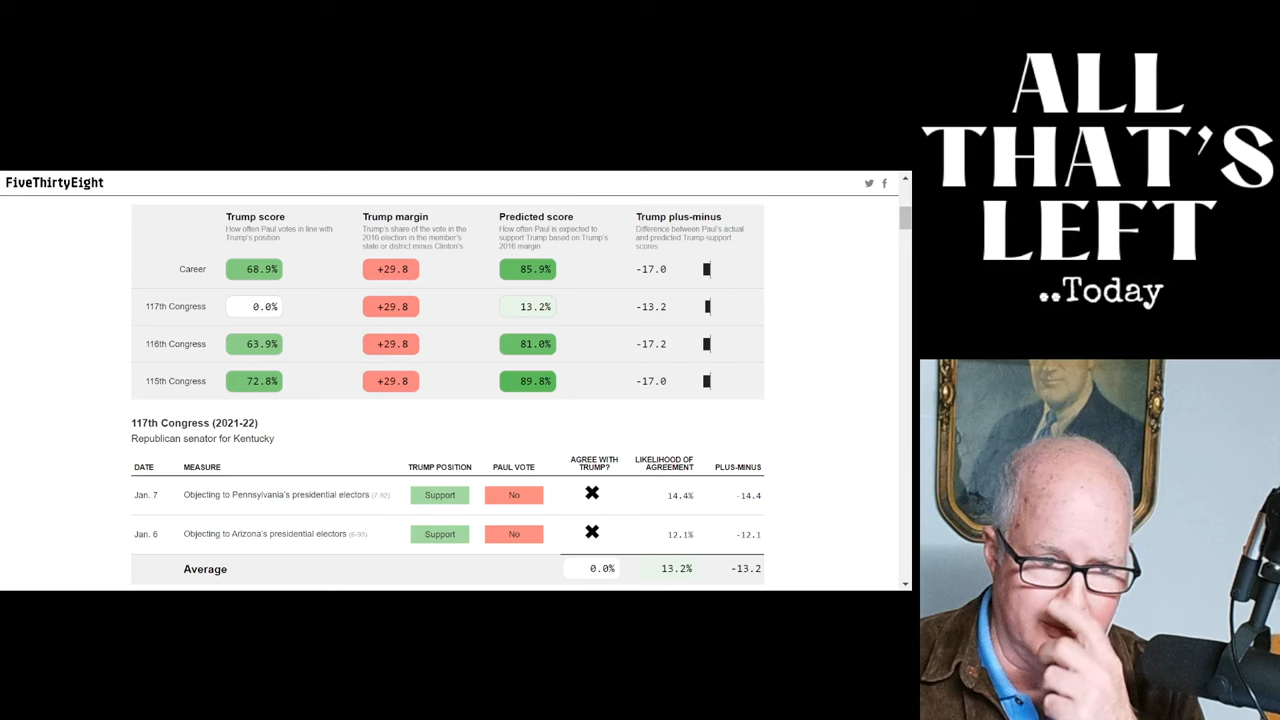 FiveThirtyEight
Trump score
How often Paul votes in line with
Trump's position
Trump margin
Trump's share of the vote in the
2016 election in the member's
state or district minus Clinton's
Predicted score
How often Paul is expected to
support Trump based on Trump's
2016 margin
Trump plus-minus
Difference between Paul's actual
and predicted Trump-support
scores
Career 68.9% +29.8 85.9% -17.0
117th Congress 0.0% +29.8 13.2% -13.2
116th Congress 63.9% +29.8 81.0% -17.2
115th Congress 72.8% +29.8 89.8% -17.0
117th Congress (2021-22)
Republican senator for Kentucky
DATE MEASURE TRUMP POSITION PAUL VOTE AGREE WITH TRUMP? LIKELIHOOD OF AGREEMENT PLUS-MINUS
Jan. 7 Objecting to Pennsylvania's presidential electors (7-92) Support No ✖ 14.4% -14.4
Jan. 6 Objecting to Arizona's presidential electors (6-93) Support No ✖ 12.1% -12.1
Average 0.0% 13.2% -13.2
ALL
THAT'S
LEFT
..Today